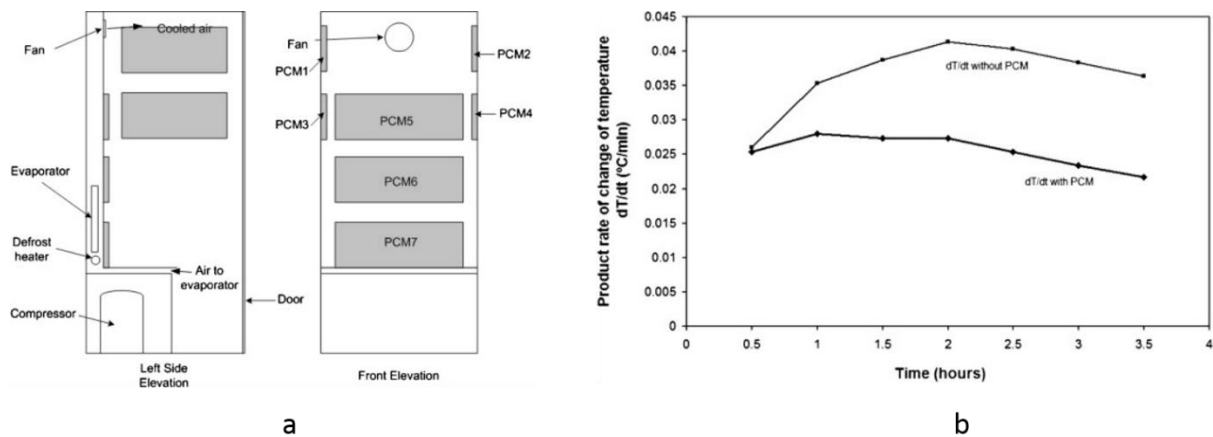 Fan
Cooled air
Evaporator
Defrost
heater
Compressor
Air to
evaporator
Door
Left Side
Elevation
Fan
PCM1
PCM2
PCM3
PCM4
PCM5
PCM6
PCM7
Front Elevation
a
Product rate of change of temperature
dT/dt (ºC/min)
0.045
0.04
0.035
0.03
0.025
0.02
0.015
0.01
0.005
0
dT/dt without PCM
dT/dt with PCM
0
0.5
1
1.5
2
2.5
3
3.5
4
Time (hours)
b